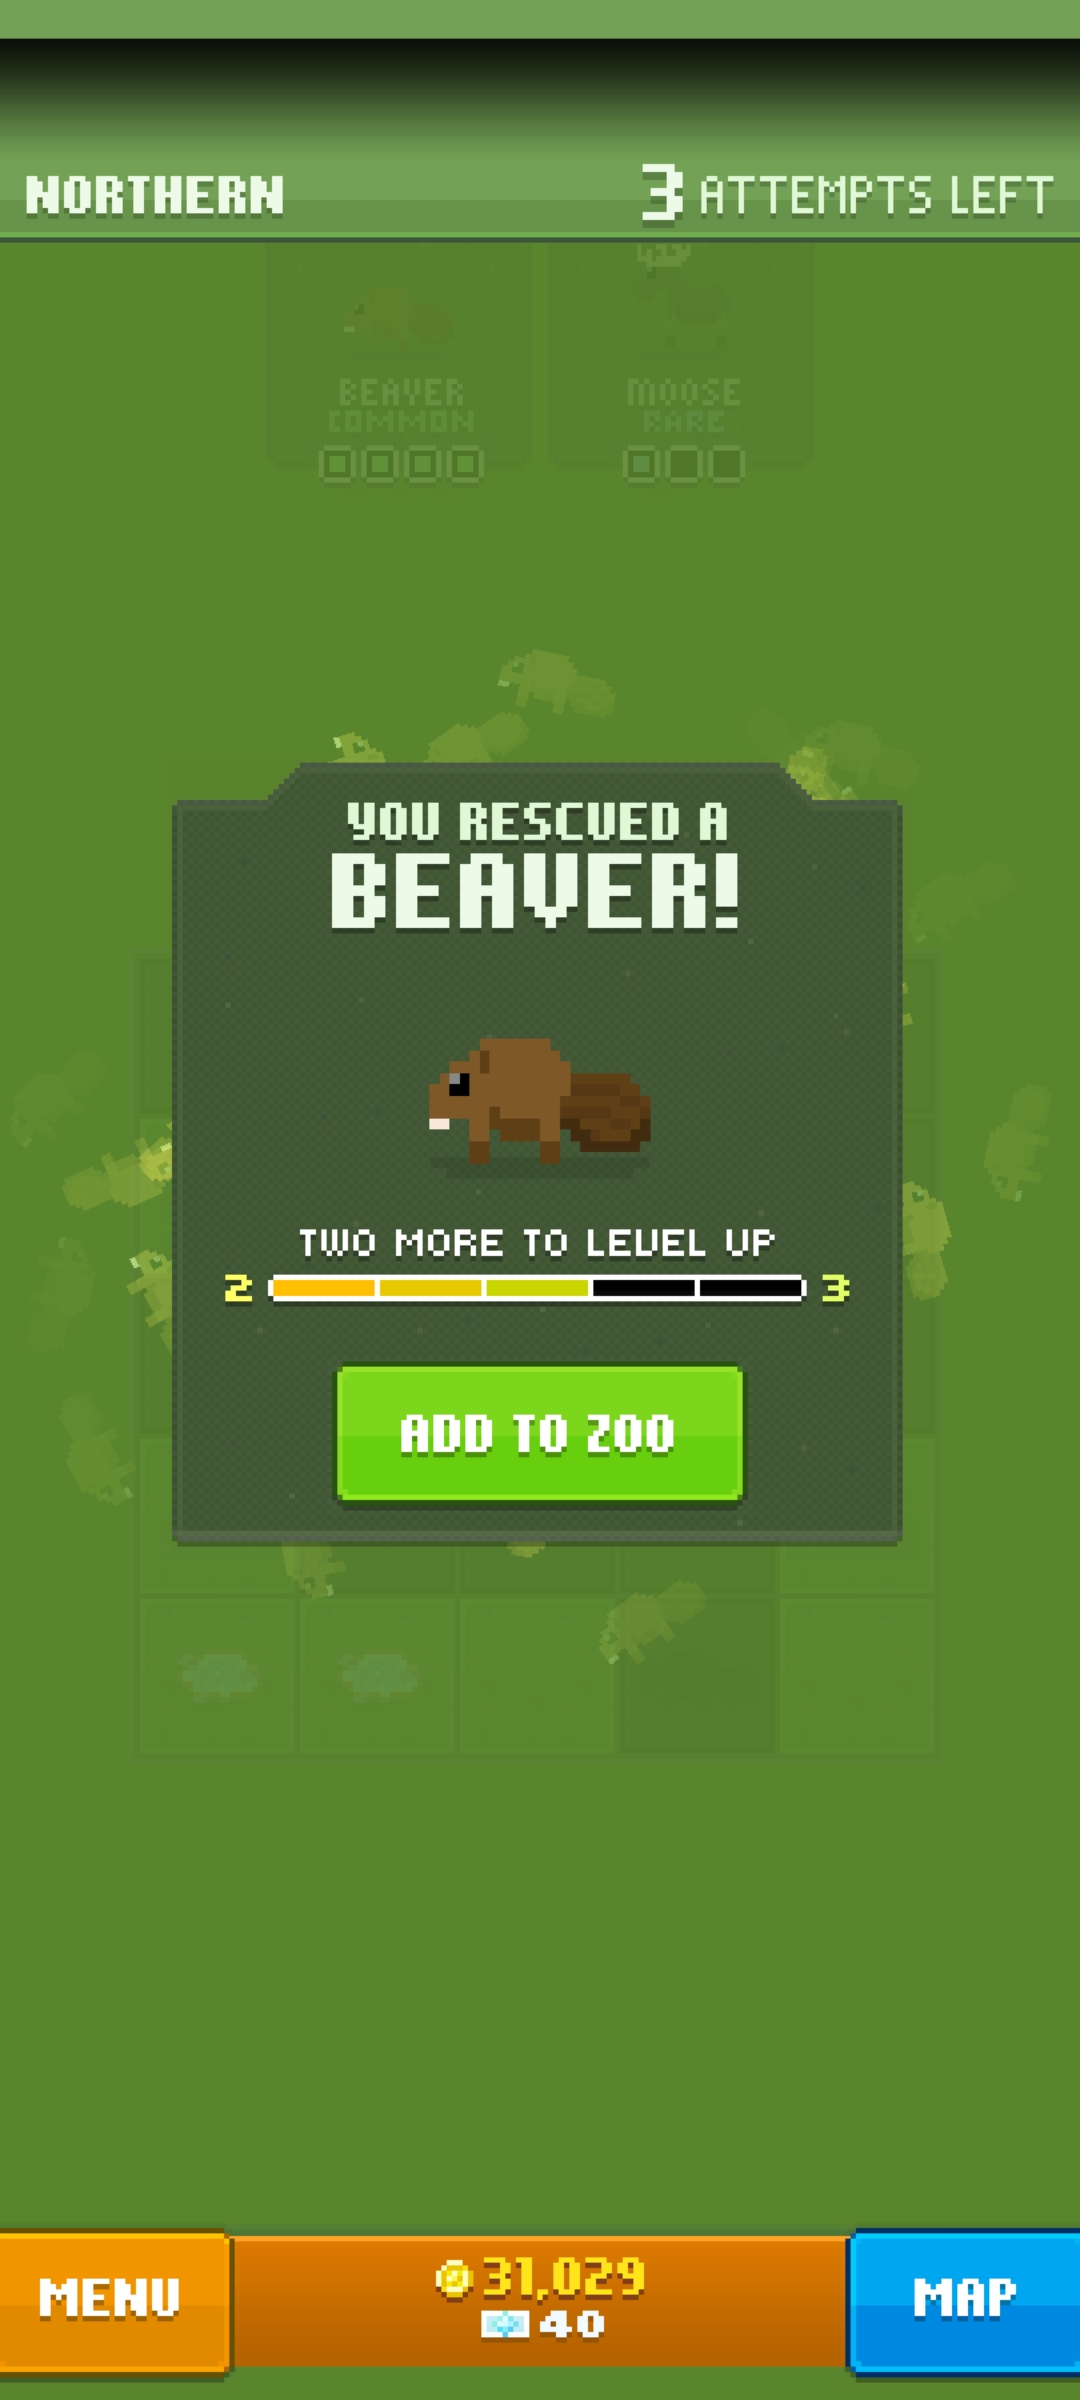 NORTHERN
3 ATTEMPTS LEFT
BEAVER
COMMON
MOOSE
RARE
YOU RESCUED A
BEAVER!
TWO MORE TO LEVEL UP
2
3
ADD TO ZOO
MENU
31,029
40
MAP